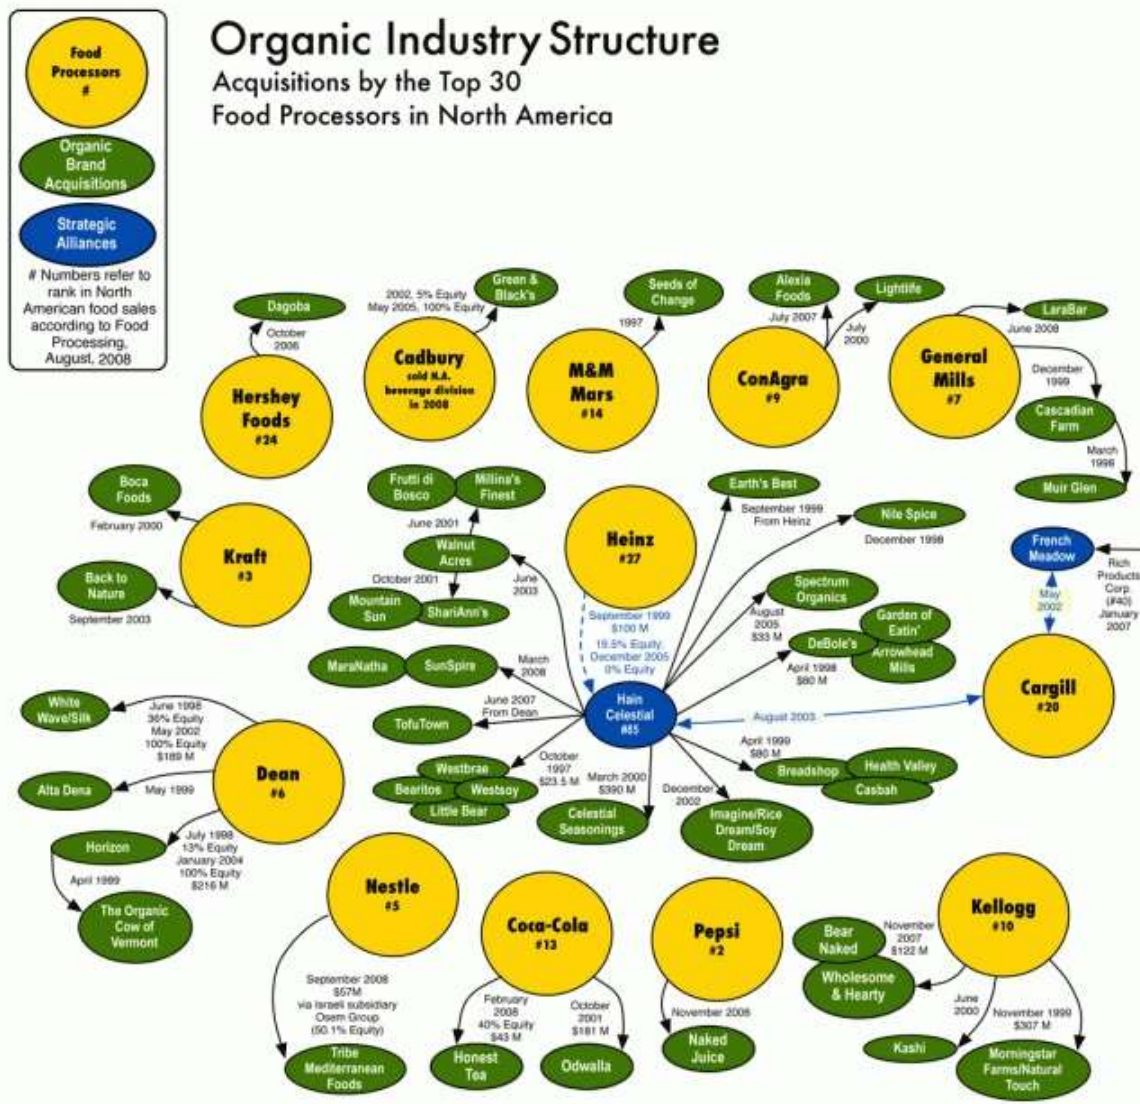 Organic Industry Structure
Acquisitions by the Top 30
Food Processors in North America
Food
Processors
#
Organic
Brand
Acquisitions
Strategic
Alliances
# Numbers refer to
rank in North
American food sales
according to Food
Processing,
August, 2008
Dagoba
October
2006
Hershey
Foods
#24
2002, 5% Equity
May 2005, 100% Equity
Green &
Black's
Cadbury
sold N.A.
beverage division
in 2008
Seeds of
Change
1997
M&M
Mars
#14
Alexia
Foods
July 2007
Lightlife
July
2000
ConAgra
#9
LaraBar
June 2008
General
Mills
#7
December
1999
Cascadian
Farm
March
1998
Muir Glen
Boca
Foods
February 2000
Kraft
#3
Back to
Nature
September 2003
Frutti di
Bosco
Millina's
Finest
June 2001
Walnut
Acres
October 2001
Mountain
Sun
ShariAnn's
June
2003
Heinz
#27
September 1999
$100 M
19.5% Equity
December 2005
0% Equity
Earth's Best
September 1999
From Heinz
Nile Spice
December 1998
Spectrum
Organics
August
2005
$33 M
Garden of
Eatin'
DeBole's
Arrowhead
Mills
April 1998
$80 M
French
Meadow
Rich
Products
Corp.
(#40)
January
2007
May
2002
Cargill
#20
MaraNatha
SunSpire
March
2008
Hain
Celestial
#65
August 2003
TofuTown
June 2007
From Dean
Westbrae
Bearitos
Westsoy
Little Bear
October
1997
$23.5 M
March 2000
$390 M
Celestial
Seasonings
December
2002
Imagine/Rice
Dream/Soy
Dream
April 1999
$80 M
Breadshop
Health Valley
Casbah
White
Wave/Silk
June 1998
36% Equity
May 2002
100% Equity
$189 M
Dean
#6
Alta Dena
May 1999
Horizon
July 1998
13% Equity
January 2004
100% Equity
$216 M
April 1999
The Organic
Cow of
Vermont
Nestle
#5
September 2008
$57M
via Israeli subsidiary
Osem Group
(50.1% Equity)
Tribe
Mediterranean
Foods
Coca-Cola
#13
February
2008
40% Equity
$43 M
Honest
Tea
October
2001
$181 M
Odwalla
Pepsi
#2
November 2006
Naked
Juice
Kellogg
#10
Bear
Naked
November
2007
$122 M
Wholesome
& Hearty
June
2000
Kashi
November 1999
$307 M
Morningstar
Farms/Natural
Touch